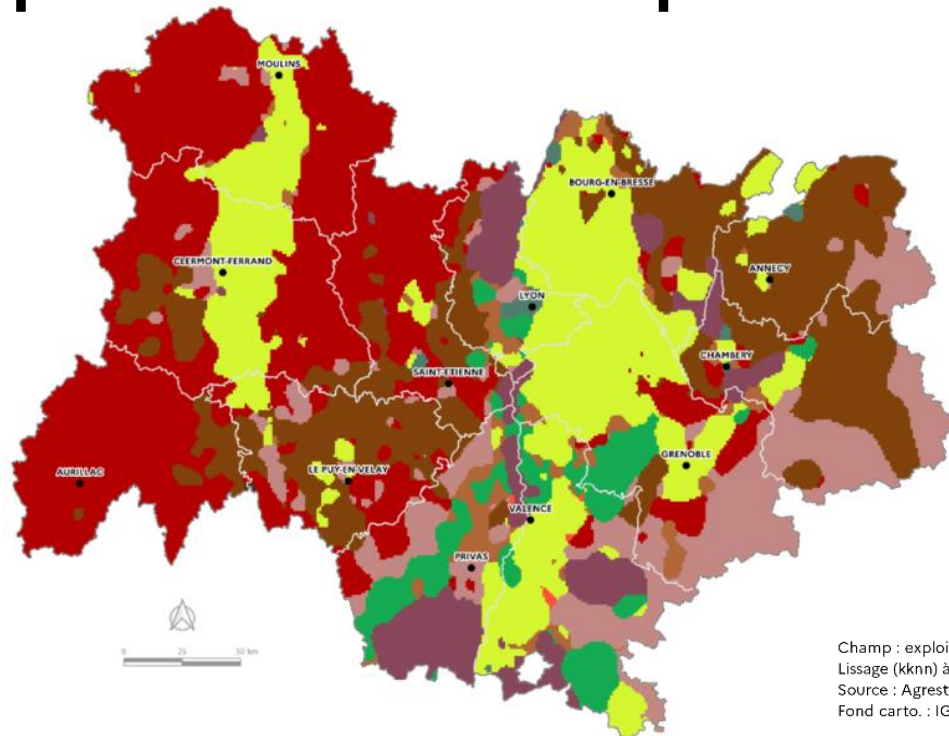 MOULINS
BOURG-EN-BRESSE
CLERMONT-FERRAND
ANNECY
LYON
CHAMBERY
SAINT-ETIENNE
GRENOBLE
AURILLAC
LE PUY-EN-VELAY
VALENCE
PRIVAS
0 25 50 km
Champ : exploi
Lissage (kknn) à
Source : Agrest
Fond carto. : IG